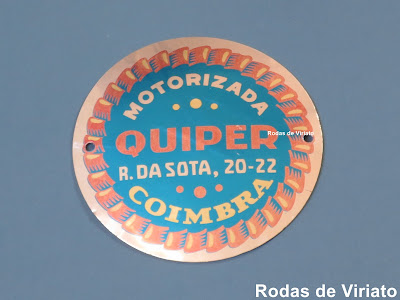 MOTORIZADA
Rodas de Viriato
QUIPER
R. DA SOTA, 20-22
COIMBRA
Rodas de Viriato